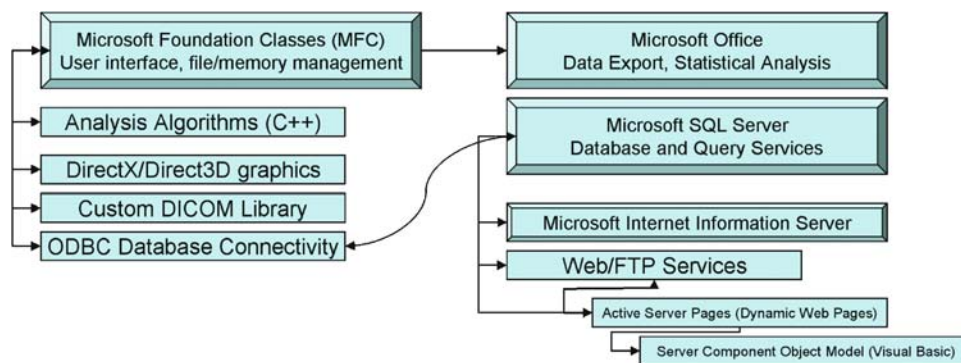 Microsoft Foundation Classes (MFC)
User interface, file/memory management
Analysis Algorithms (C++)
DirectX/Direct3D graphics
Custom DICOM Library
ODBC Database Connectivity
Microsoft Office
Data Export, Statistical Analysis
Microsoft SQL Server
Database and Query Services
Microsoft Internet Information Server
Web/FTP Services
Active Server Pages (Dynamic Web Pages)
Server Component Object Model (Visual Basic)